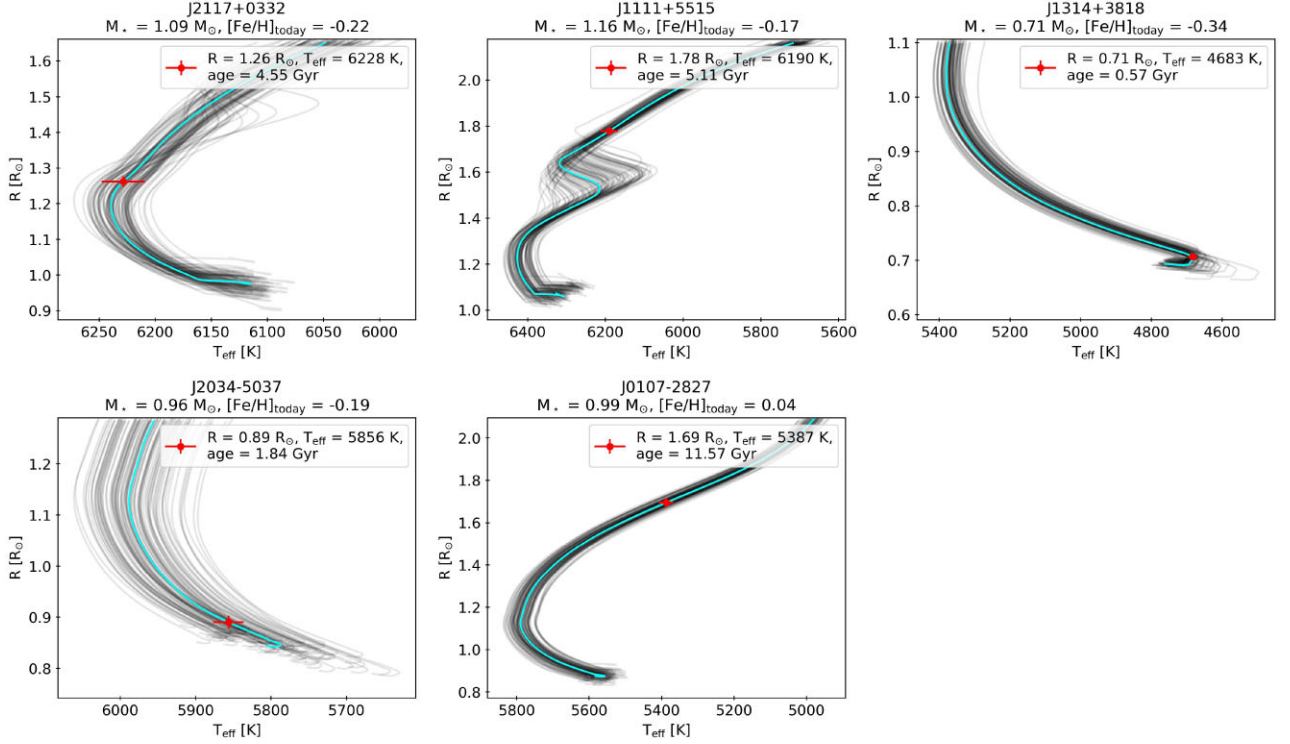 J2117+0332
M⋆ = 1.09 M⊙, [Fe/H]today = -0.22
R = 1.26 R⊙, Teff = 6228 K,
age = 4.55 Gyr
1.6
1.5
1.4
1.3
1.2
1.1
1.0
0.9
R [R⊙]
6250 6200 6150 6100 6050 6000
Teff [K]
J1111+5515
M⋆ = 1.16 M⊙, [Fe/H]today = -0.17
R = 1.78 R⊙, Teff = 6190 K,
age = 5.11 Gyr
2.0
1.8
1.6
1.4
1.2
1.0
R [R⊙]
6400 6200 6000 5800 5600
Teff [K]
J1314+3818
M⋆ = 0.71 M⊙, [Fe/H]today = -0.34
R = 0.71 R⊙, Teff = 4683 K,
age = 0.57 Gyr
1.1
1.0
0.9
0.8
0.7
0.6
R [R⊙]
5400 5200 5000 4800 4600
Teff [K]
J2034-5037
M⋆ = 0.96 M⊙, [Fe/H]today = -0.19
R = 0.89 R⊙, Teff = 5856 K,
age = 1.84 Gyr
1.2
1.1
1.0
0.9
0.8
R [R⊙]
6000 5900 5800 5700
Teff [K]
J0107-2827
M⋆ = 0.99 M⊙, [Fe/H]today = 0.04
R = 1.69 R⊙, Teff = 5387 K,
age = 11.57 Gyr
2.0
1.8
1.6
1.4
1.2
1.0
0.8
R [R⊙]
5800 5600 5400 5200 5000
Teff [K]